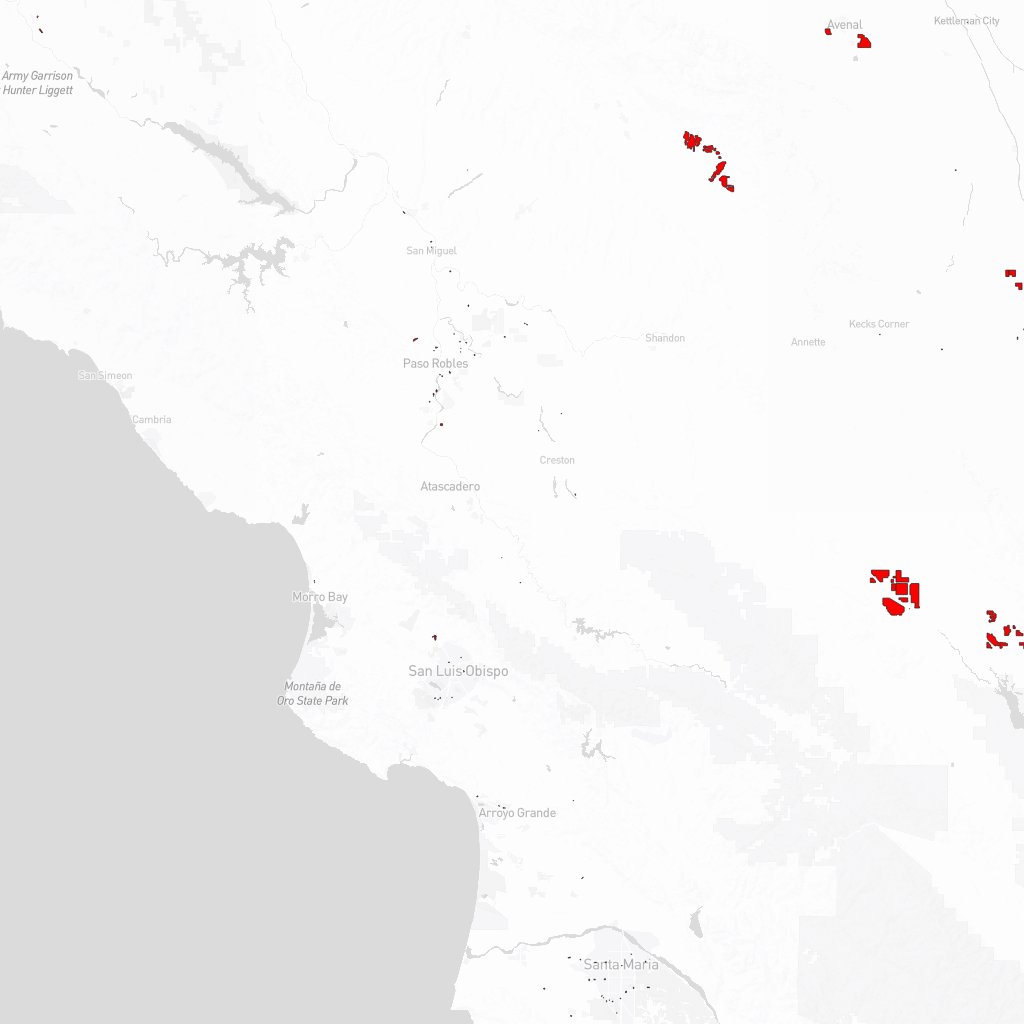 Avenal
Kettleman City
Army Garrison
Hunter Liggett
San Miguel
Shandon
Kecks Corner
Annette
Paso Robles
San Simeon
Cambria
Creston
Atascadero
Morro Bay
San Luis Obispo
Montaña de
Oro State Park
Arroyo Grande
Santa Maria